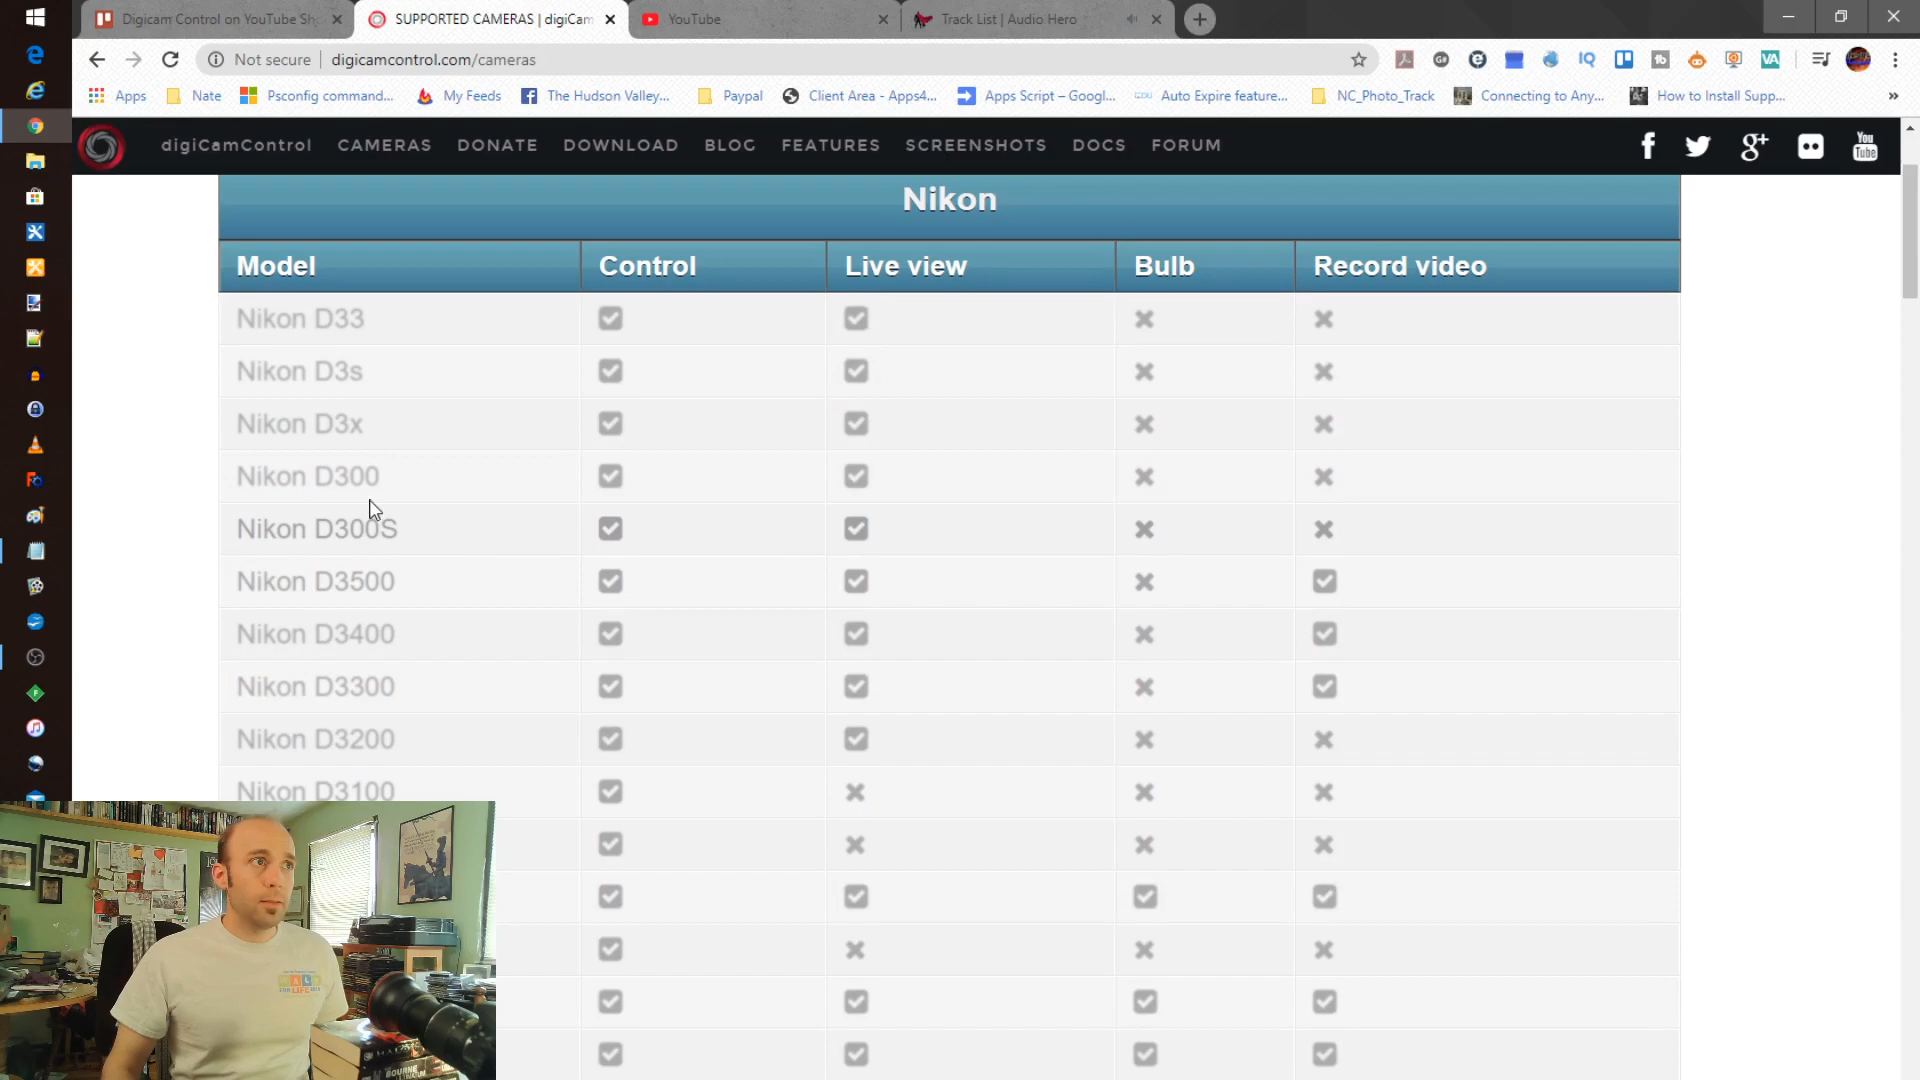 Digicam Control on YouTube Sh
SUPPORTED CAMERAS | digiCam
YouTube
Track List | Audio Hero
Not secure
digicamcontrol.com/cameras
Apps
Nate
Psconfig command...
My Feeds
The Hudson Valley...
Paypal
Client Area - Apps4...
Apps Script – Googl...
Auto Expire feature...
NC_Photo_Track
Connecting to Any...
How to Install Supp...
digiCamControl
CAMERAS
DONATE
DOWNLOAD
BLOG
FEATURES
SCREENSHOTS
DOCS
FORUM
Nikon
Model
Control
Live view
Bulb
Record video
Nikon D33
Nikon D3s
Nikon D3x
Nikon D300
Nikon D300S
Nikon D3500
Nikon D3400
Nikon D3300
Nikon D3200
Nikon D3100
BOURNE